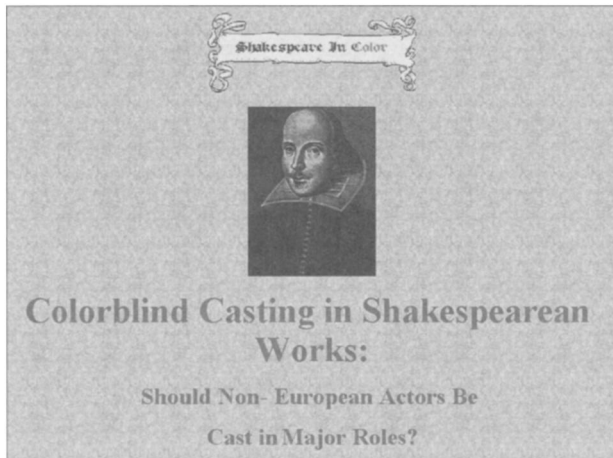 Shakespeare In Color
Colorblind Casting in Shakespearean
Works:
Should Non- European Actors Be
Cast in Major Roles?